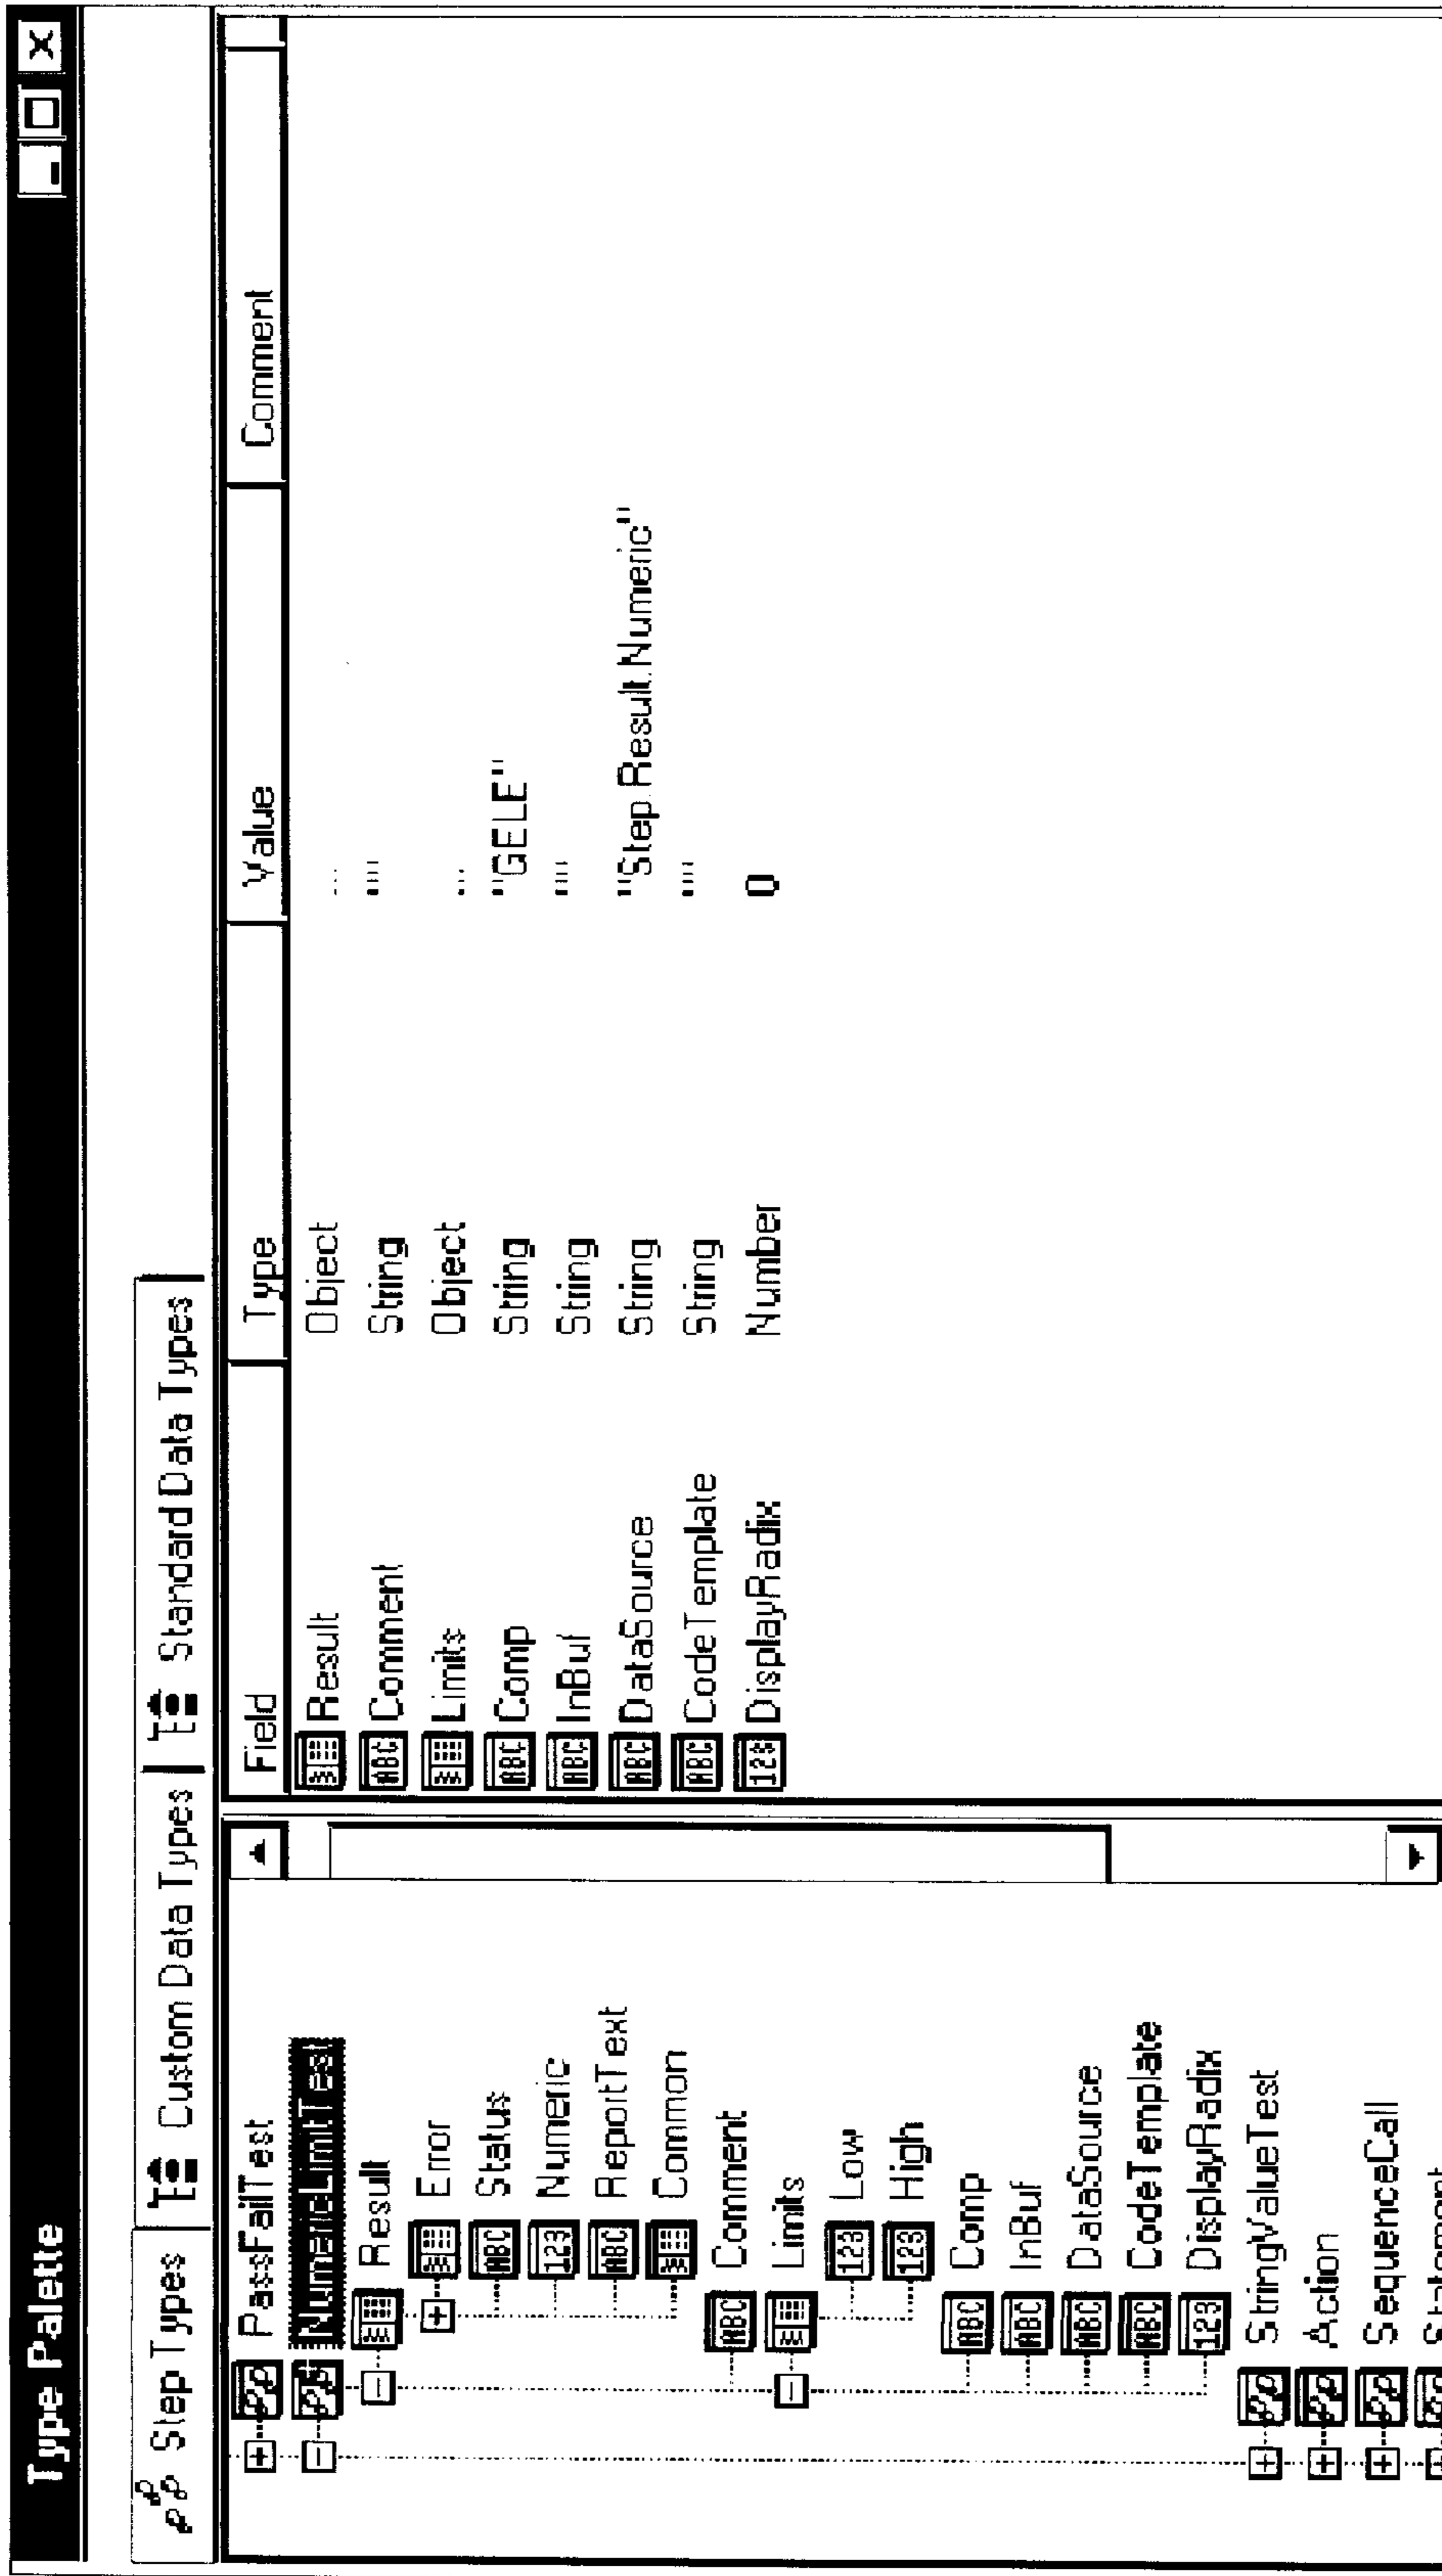 Type Palette
Step Types Custom Data Types Standard Data Types
PassFailTest
NumericLimitTest
Result
Error
Status
Numeric
ReportText
Common
Comment
Limits
Low
High
Comp
InBuf
DataSource
CodeTemplate
DisplayRadix
StringValueTest
Action
SequenceCall
Statement
Field Type Value Comment
Result Object ...
Comment String ""
Limits Object ...
Comp String "GELE"
InBuf String ""
DataSource String "Step.Result.Numeric"
CodeTemplate String ""
DisplayRadix Number 0